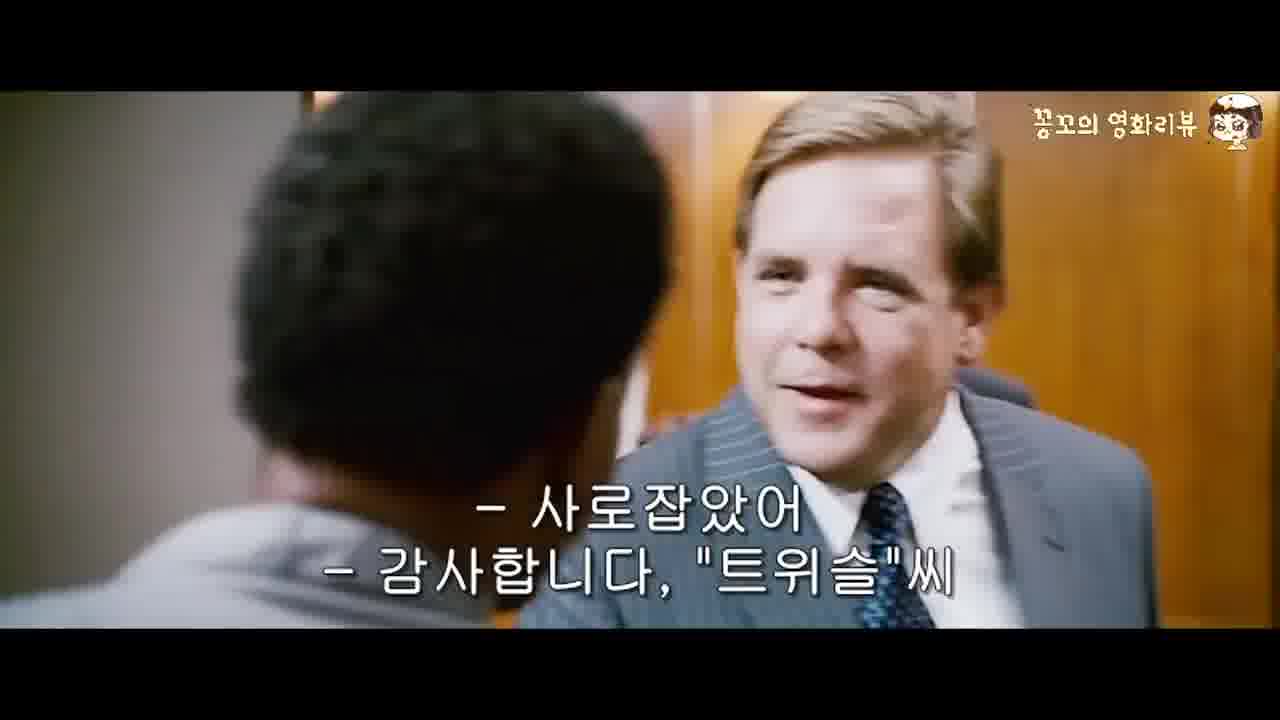 꽁꼬의 영화리뷰
- 사로잡았어
- 감사합니다, "트위슬"씨